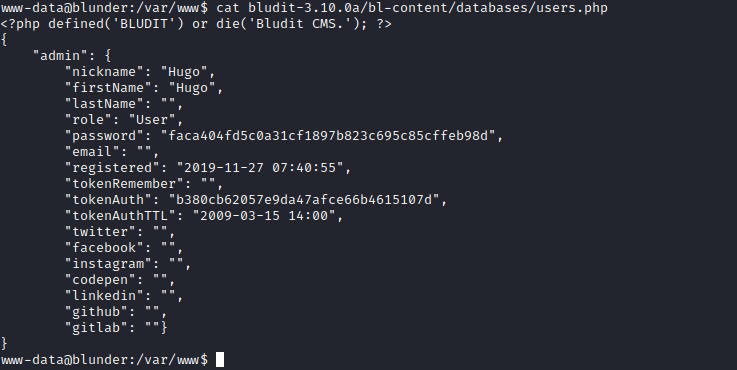 www-data@blunder:/var/www$ cat bludit-3.10.0a/bl-content/databases/users.php
<?php defined('BLUDIT') or die('Bludit CMS.'); ?>
{
    "admin": {
        "nickname": "Hugo",
        "firstName": "Hugo",
        "lastName": "",
        "role": "User",
        "password": "faca404fd5c0a31cf1897b823c695c85cffeb98d",
        "email": "",
        "registered": "2019-11-27 07:40:55",
        "tokenRemember": "",
        "tokenAuth": "b380cb62057e9da47afce66b4615107d",
        "tokenAuthTTL": "2009-03-15 14:00",
        "twitter": "",
        "facebook": "",
        "instagram": "",
        "codepen": "",
        "linkedin": "",
        "github": "",
        "gitlab": ""}
}
www-data@blunder:/var/www$